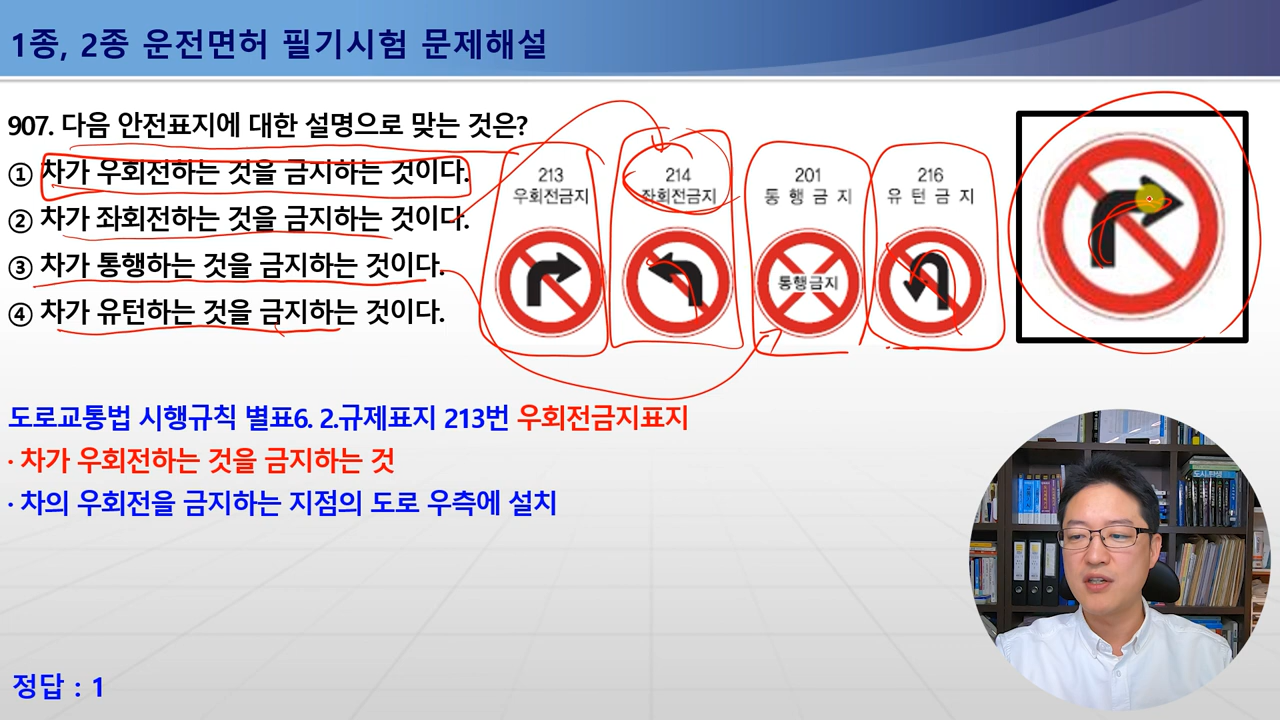 1종, 2종 운전면허 필기시험 문제해설
907. 다음 안전표지에 대한 설명으로 맞는 것은?
① 차가 우회전하는 것을 금지하는 것이다.
② 차가 좌회전하는 것을 금지하는 것이다.
③ 차가 통행하는 것을 금지하는 것이다.
④ 차가 유턴하는 것을 금지하는 것이다.
213
우회전금지
214
좌회전금지
201
통 행 금 지
통행금지
216
유 턴 금 지
도로교통법 시행규칙 별표6. 2.규제표지 213번 우회전금지표지
· 차가 우회전하는 것을 금지하는 것
· 차의 우회전을 금지하는 지점의 도로 우측에 설치
정답 : 1